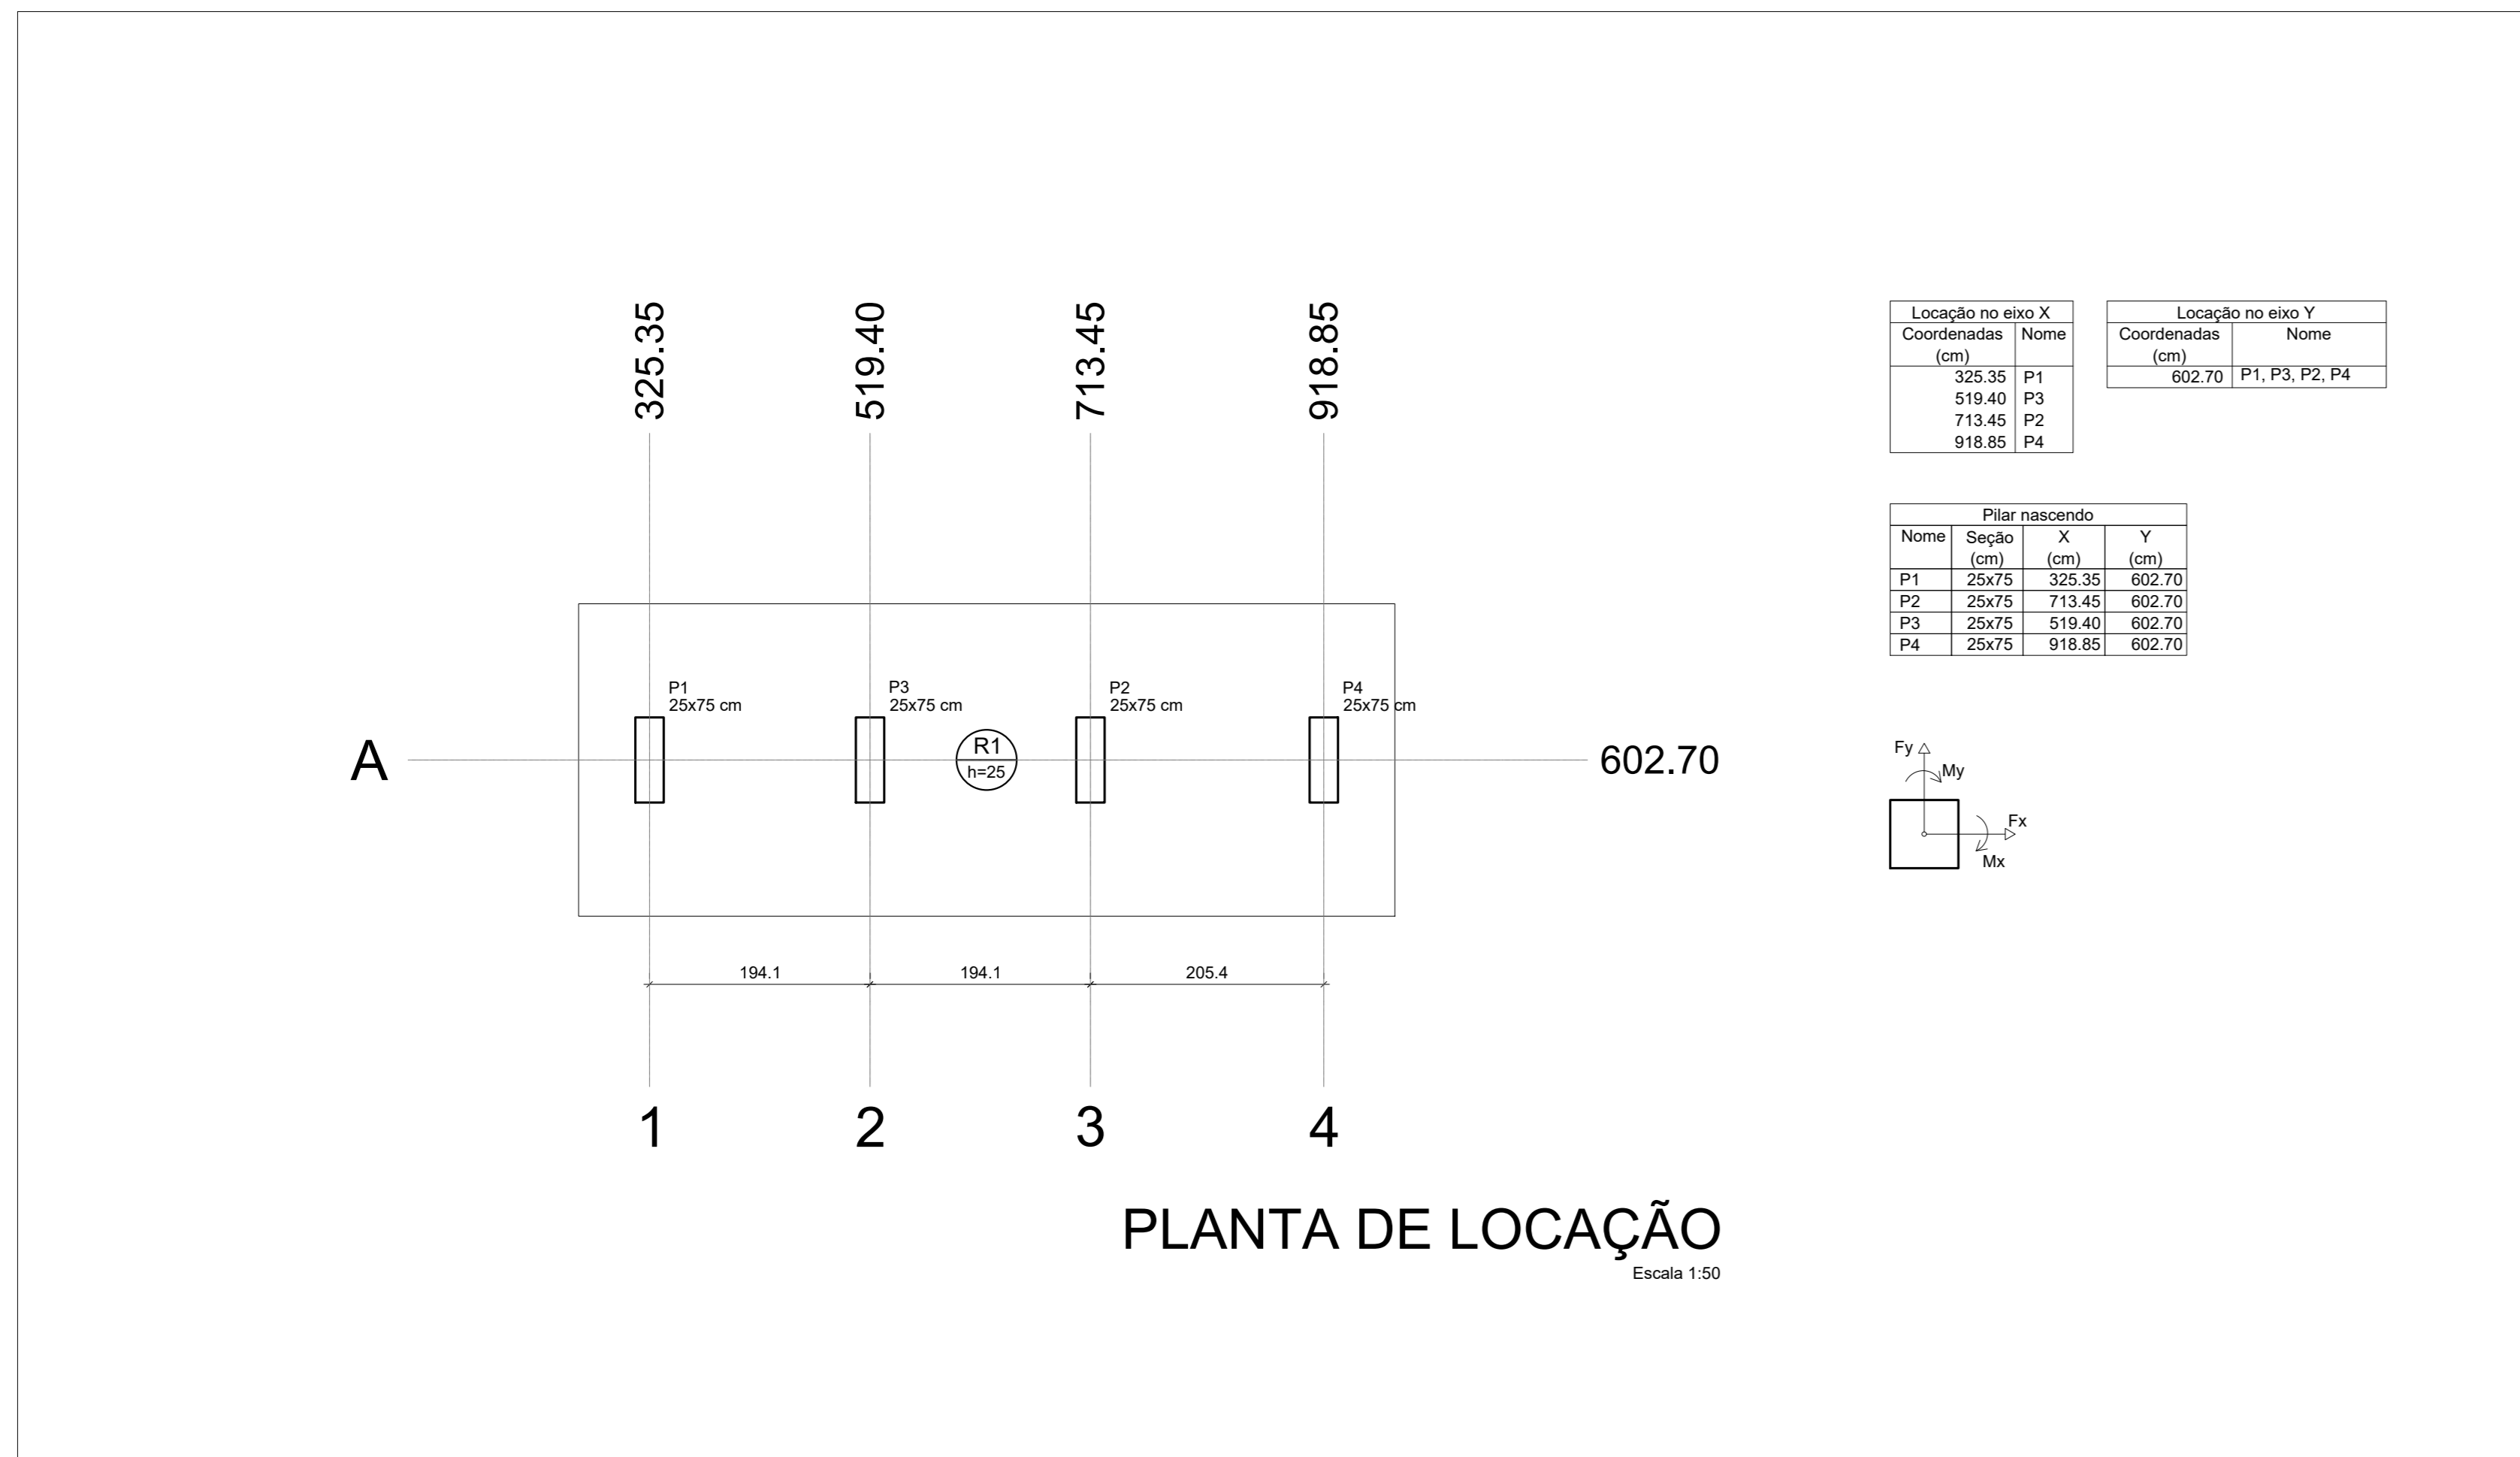 325.35
519.40
713.45
918.85
Locação no eixo X
Coordenadas (cm) Nome
325.35 P1
519.40 P3
713.45 P2
918.85 P4
Locação no eixo Y
Coordenadas (cm) Nome
602.70 P1, P3, P2, P4
Pilar nascendo
Nome Seção (cm) X (cm) Y (cm)
P1 25x75 325.35 602.70
P2 25x75 713.45 602.70
P3 25x75 519.40 602.70
P4 25x75 918.85 602.70
P1
25x75 cm
P3
25x75 cm
P2
25x75 cm
P4
25x75 cm
A
R1
h=25
602.70
Fy
My
Fx
Mx
194.1
194.1
205.4
1
2
3
4
PLANTA DE LOCAÇÃO
Escala 1:50